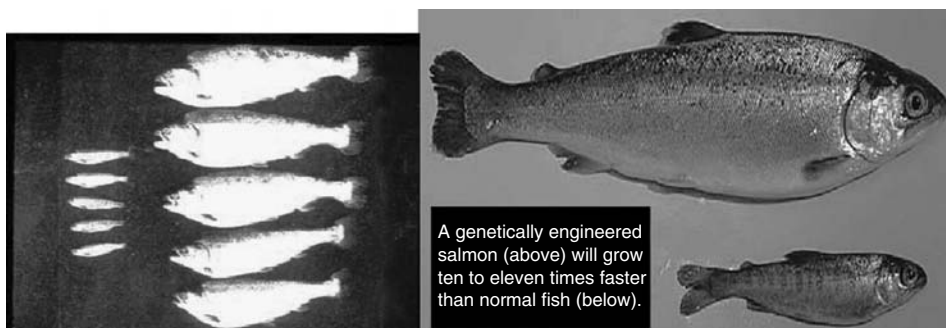 A genetically engineered
salmon (above) will grow
ten to eleven times faster
than normal fish (below).